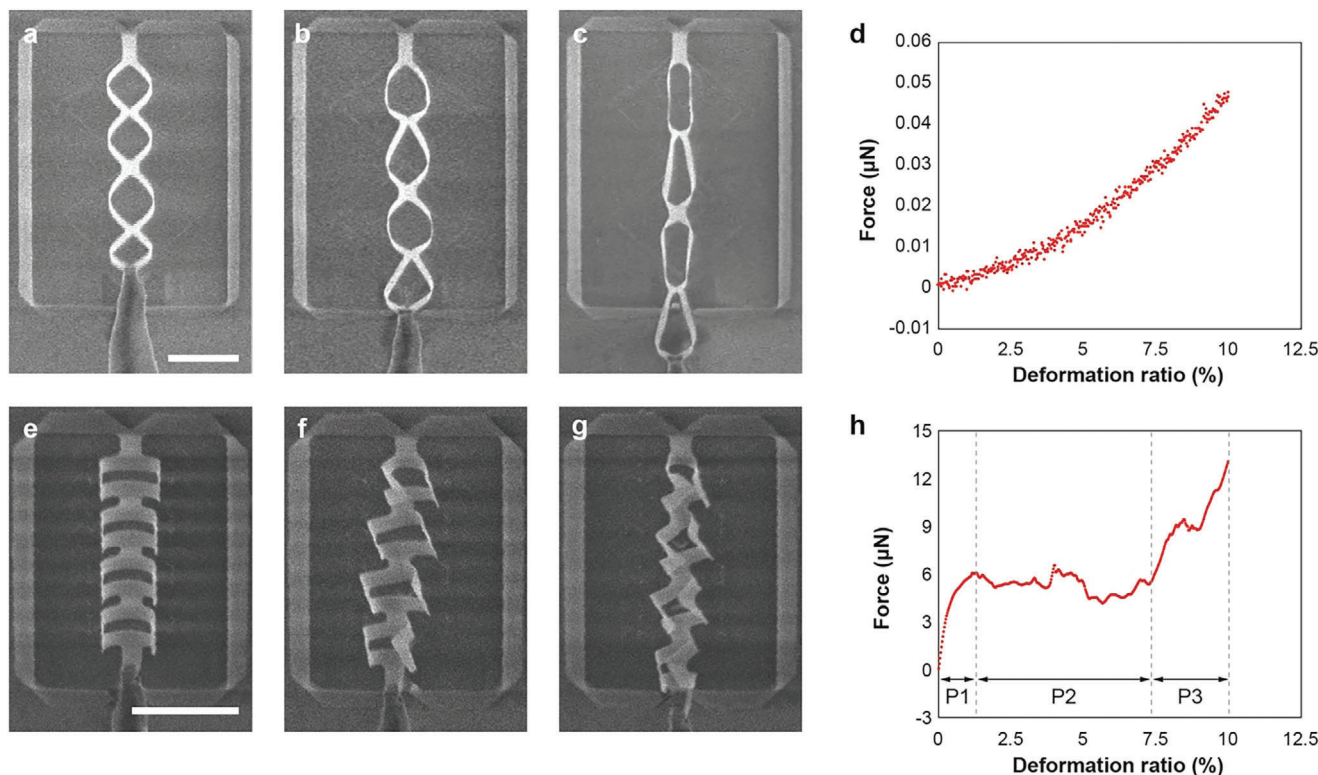 a
b
c
d
0.06
0.05
0.04
0.03
0.02
0.01
0
-0.01
Force (µN)
0 2.5 5 7.5 10 12.5
Deformation ratio (%)
e
f
g
h
15
12
9
6
3
0
-3
Force (µN)
P1 P2 P3
0 2.5 5 7.5 10 12.5
Deformation ratio (%)